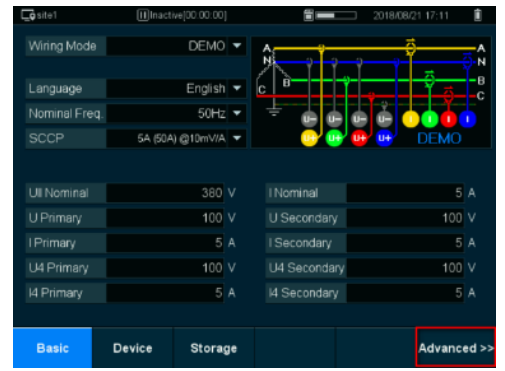 site1 [II]Inactive[00:00:00] 2018/08/21 17:11
Wiring Mode DEMO
Language English
Nominal Freq. 50Hz
SCCP 5A (50A) @10mV/A
A A
N N
B B
C C
U- U- U- U-
U+ U+ U+ U+ I I I I
DEMO
Ull Nominal 380 V I Nominal 5 A
U Primary 100 V U Secondary 100 V
I Primary 5 A I Secondary 5 A
U4 Primary 100 V U4 Secondary 100 V
I4 Primary 5 A I4 Secondary 5 A
Basic Device Storage Advanced >>